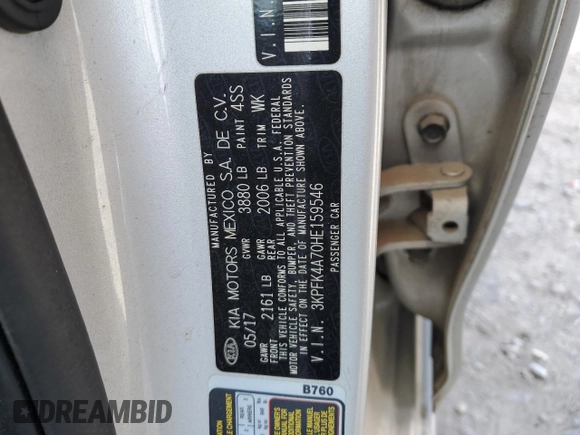 V.I.N.
MANUFACTURED BY
KIA KIA MOTORS MEXICO S.A. DE C.V.
05/17 GVWR 3880 LB PAINT 4SS
GAWR FRONT 2161 LB GAWR REAR 2006 LB TRIM WK
THIS VEHICLE CONFORMS TO ALL APPLICABLE U.S.A. FEDERAL
MOTOR VEHICLE SAFETY, BUMPER, AND THEFT PREVENTION STANDARDS
IN EFFECT ON THE DATE OF MANUFACTURE SHOWN ABOVE.
V.I.N. 3KPFK4A70HE159546
PASSENGER CAR
B760
DREAMBID